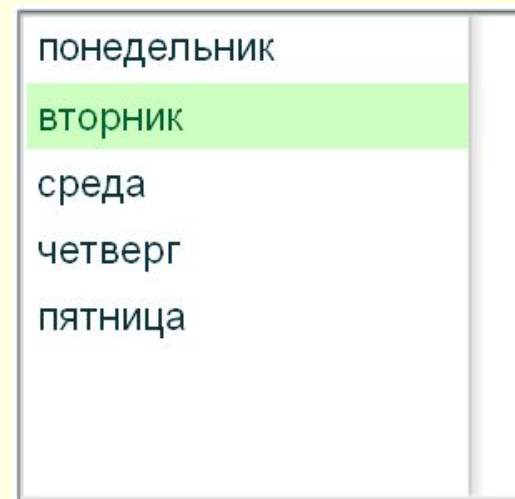 понедельник
вторник
среда
четверг
пятница